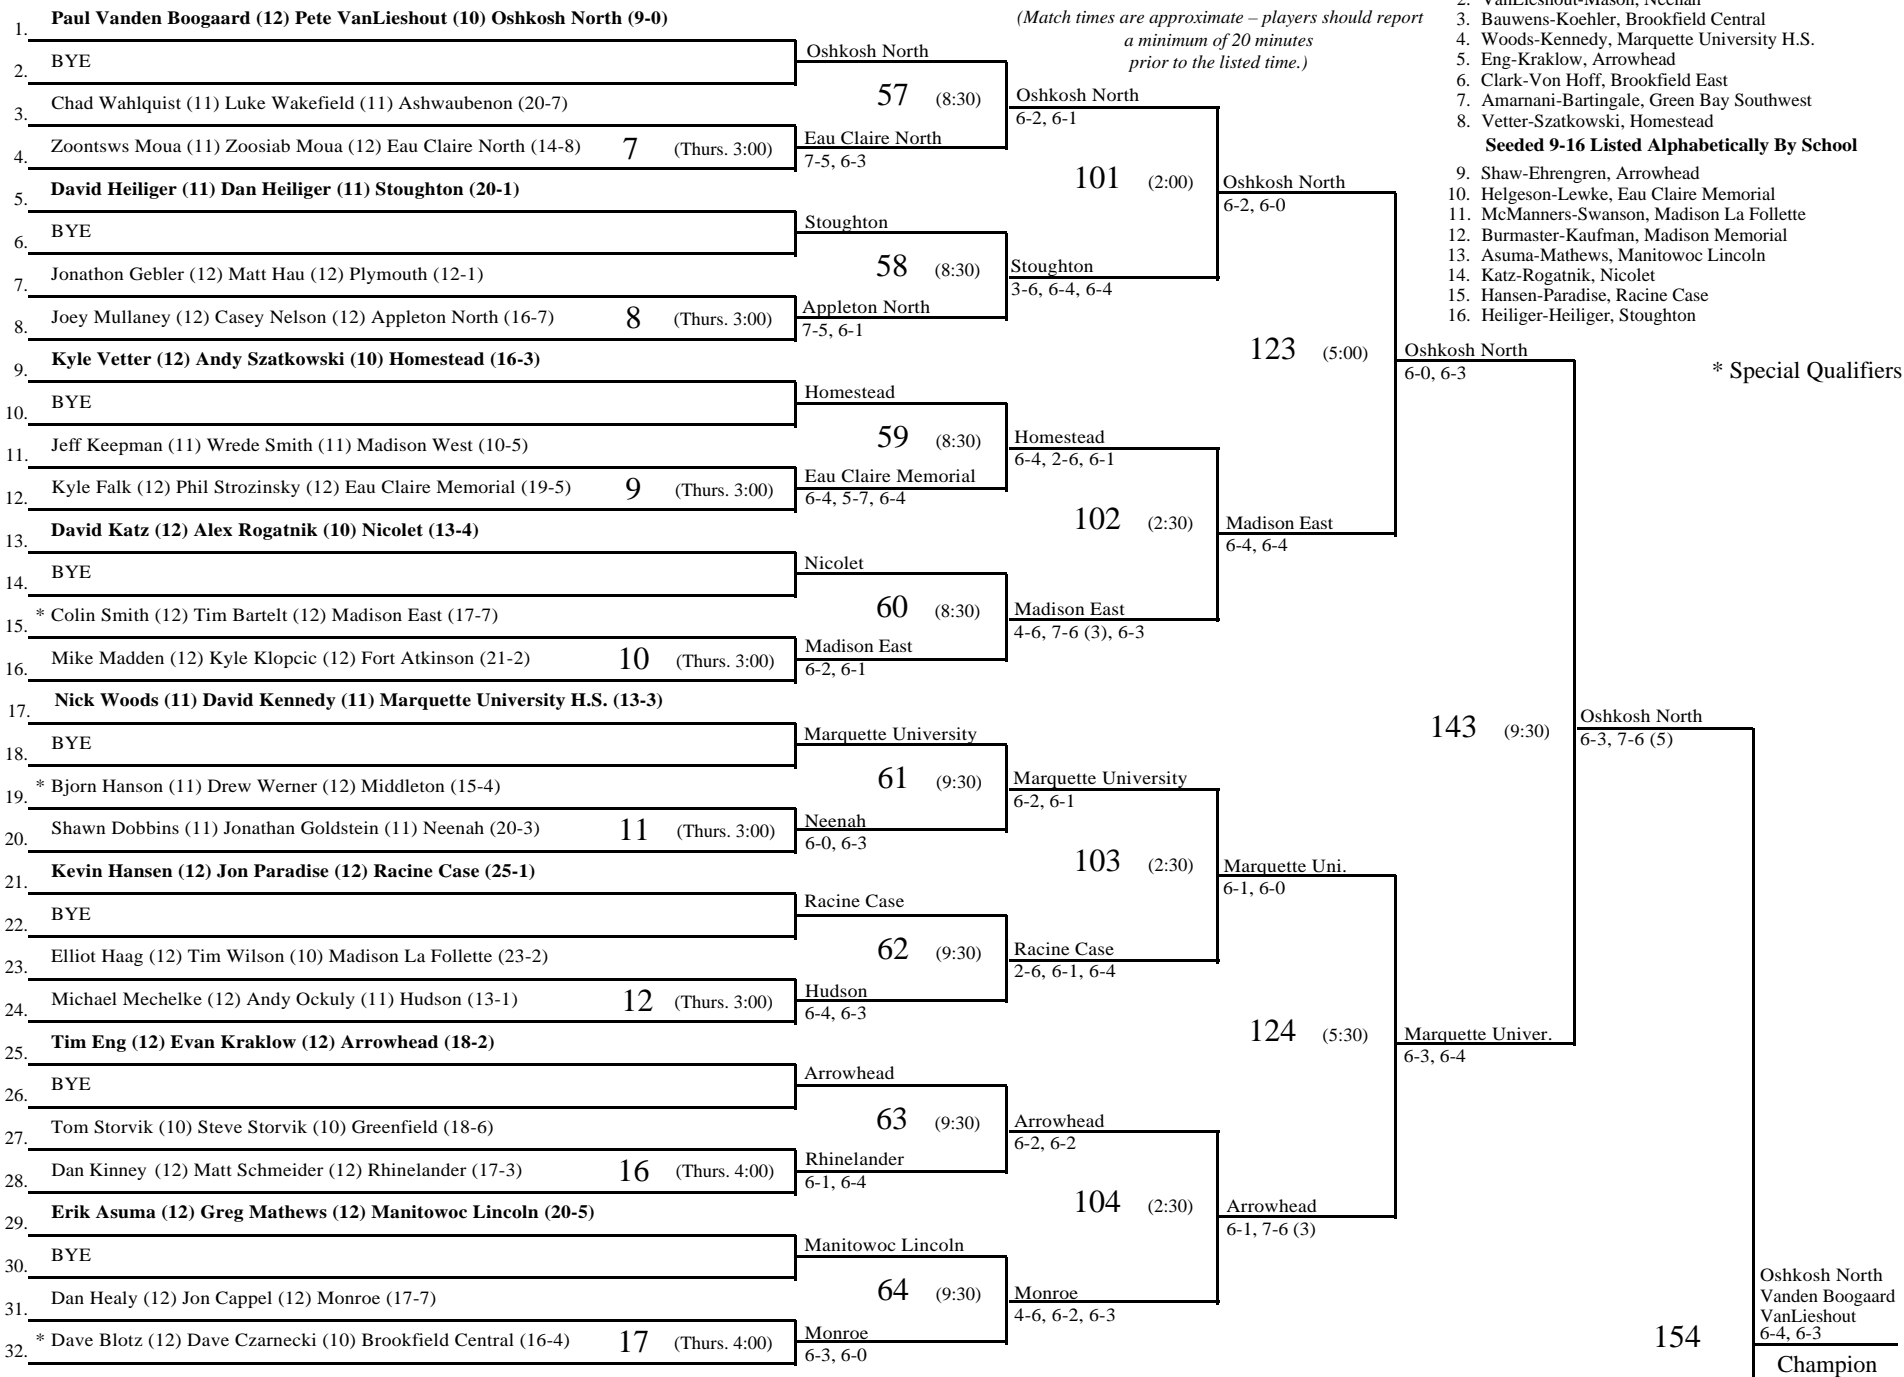 1. Paul Vanden Boogaard (12) Pete VanLieshout (10) Oshkosh North (9-0)
2. BYE
3. Chad Wahlquist (11) Luke Wakefield (11) Ashwaubenon (20-7)
4. Zoontsws Moua (11) Zoosiab Moua (12) Eau Claire North (14-8) 7 (Thurs. 3:00)
5. David Heiliger (11) Dan Heiliger (11) Stoughton (20-1)
6. BYE
7. Jonathon Gebler (12) Matt Hau (12) Plymouth (12-1)
8. Joey Mullaney (12) Casey Nelson (12) Appleton North (16-7) 8 (Thurs. 3:00)
9. Kyle Vetter (12) Andy Szatkowski (10) Homestead (16-3)
10. BYE
11. Jeff Keepman (11) Wrede Smith (11) Madison West (10-5)
12. Kyle Falk (12) Phil Strozinsky (12) Eau Claire Memorial (19-5) 9 (Thurs. 3:00)
13. David Katz (12) Alex Rogatnik (10) Nicolet (13-4)
14. BYE
15. * Colin Smith (12) Tim Bartelt (12) Madison East (17-7)
16. Mike Madden (12) Kyle Klopcic (12) Fort Atkinson (21-2) 10 (Thurs. 3:00)
17. Nick Woods (11) David Kennedy (11) Marquette University H.S. (13-3)
18. BYE
19. * Bjorn Hanson (11) Drew Werner (12) Middleton (15-4)
20. Shawn Dobbins (11) Jonathan Goldstein (11) Neenah (20-3) 11 (Thurs. 3:00)
21. Kevin Hansen (12) Jon Paradise (12) Racine Case (25-1)
22. BYE
23. Elliot Haag (12) Tim Wilson (10) Madison La Follette (23-2)
24. Michael Mechelke (12) Andy Ockuly (11) Hudson (13-1) 12 (Thurs. 3:00)
25. Tim Eng (12) Evan Kraklow (12) Arrowhead (18-2)
26. BYE
27. Tom Storvik (10) Steve Storvik (10) Greenfield (18-6)
28. Dan Kinney (12) Matt Schmeider (12) Rhinelander (17-3) 16 (Thurs. 4:00)
29. Erik Asuma (12) Greg Mathews (12) Manitowoc Lincoln (20-5)
30. BYE
31. Dan Healy (12) Jon Cappel (12) Monroe (17-7)
32. * Dave Blotz (12) Dave Czarnecki (10) Brookfield Central (16-4) 17 (Thurs. 4:00)
Oshkosh North
57 (8:30)
Eau Claire North
7-5, 6-3
Stoughton
58 (8:30)
Appleton North
7-5, 6-1
Homestead
59 (8:30)
Eau Claire Memorial
6-4, 5-7, 6-4
Nicolet
60 (8:30)
Madison East
6-2, 6-1
Marquette University
61 (9:30)
Neenah
6-0, 6-3
Racine Case
62 (9:30)
Hudson
6-4, 6-3
Arrowhead
63 (9:30)
Rhinelander
6-1, 6-4
Manitowoc Lincoln
64 (9:30)
Monroe
6-3, 6-0
(Match times are approximate – players should report
a minimum of 20 minutes
prior to the listed time.)
Oshkosh North
6-2, 6-1
101 (2:00)
Stoughton
3-6, 6-4, 6-4
Homestead
6-4, 2-6, 6-1
102 (2:30)
Madison East
4-6, 7-6 (3), 6-3
Marquette University
6-2, 6-1
103 (2:30)
Racine Case
2-6, 6-1, 6-4
Arrowhead
6-2, 6-2
104 (2:30)
Monroe
4-6, 6-2, 6-3
Oshkosh North
6-2, 6-0
123 (5:00)
Madison East
6-4, 6-4
Marquette Uni.
6-1, 6-0
124 (5:30)
Arrowhead
6-1, 7-6 (3)
Oshkosh North
6-0, 6-3
143 (9:30)
Marquette Univer.
6-3, 6-4
Oshkosh North
6-3, 7-6 (5)
154
Oshkosh North
Vanden Boogaard
VanLieshout
6-4, 6-3
Champion
2. VanLieshout-Mason, Neenah
3. Bauwens-Koehler, Brookfield Central
4. Woods-Kennedy, Marquette University H.S.
5. Eng-Kraklow, Arrowhead
6. Clark-Von Hoff, Brookfield East
7. Amarnani-Bartingale, Green Bay Southwest
8. Vetter-Szatkowski, Homestead
Seeded 9-16 Listed Alphabetically By School
9. Shaw-Ehrengren, Arrowhead
10. Helgeson-Lewke, Eau Claire Memorial
11. McManners-Swanson, Madison La Follette
12. Burmaster-Kaufman, Madison Memorial
13. Asuma-Mathews, Manitowoc Lincoln
14. Katz-Rogatnik, Nicolet
15. Hansen-Paradise, Racine Case
16. Heiliger-Heiliger, Stoughton
* Special Qualifiers